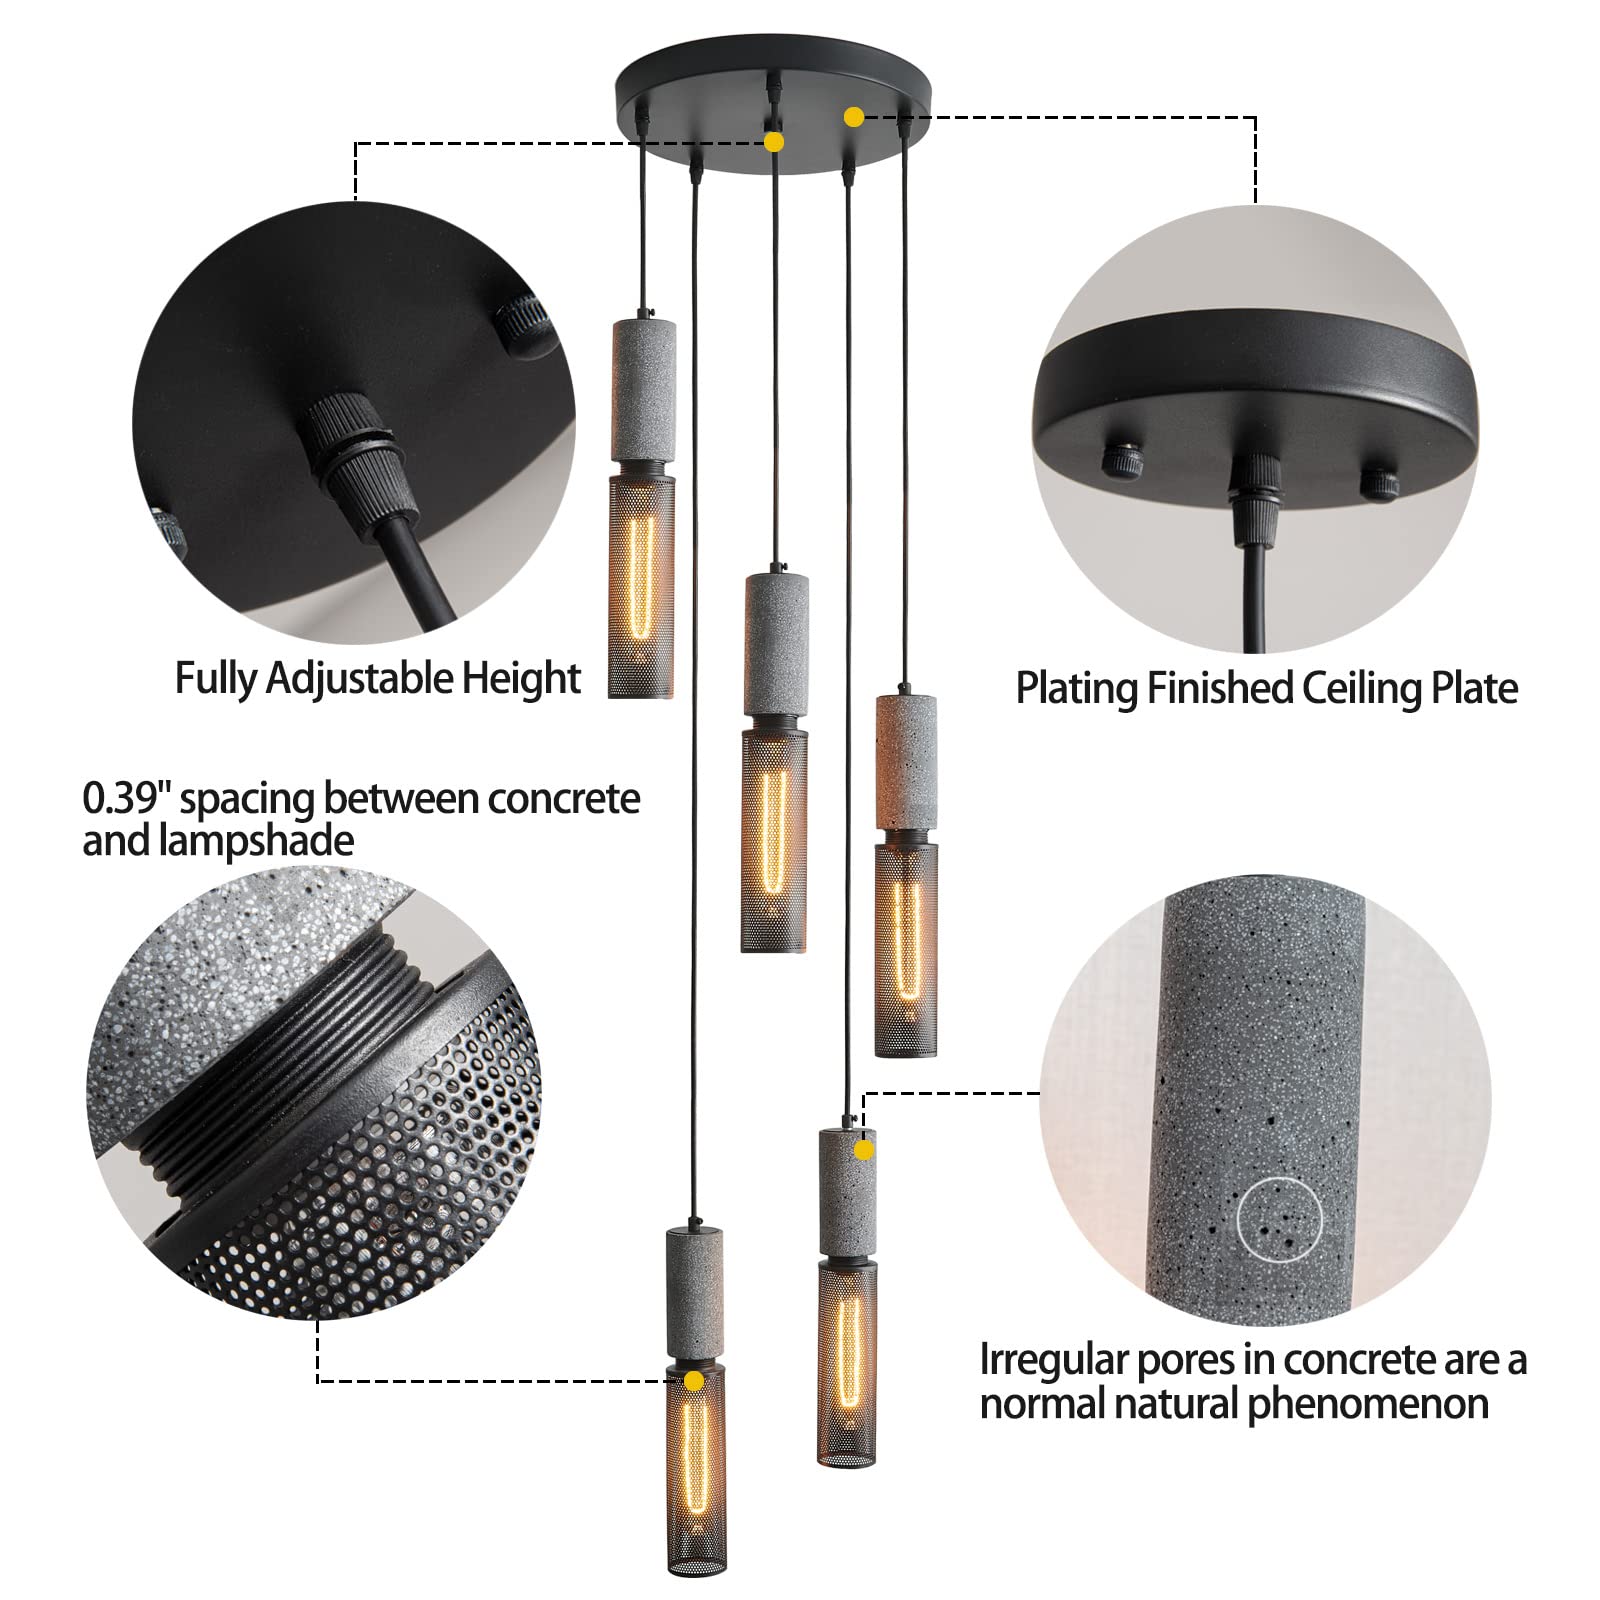 Fully Adjustable Height
Plating Finished Ceiling Plate
0.39" spacing between concrete
and lampshade
Irregular pores in concrete are a
normal natural phenomenon